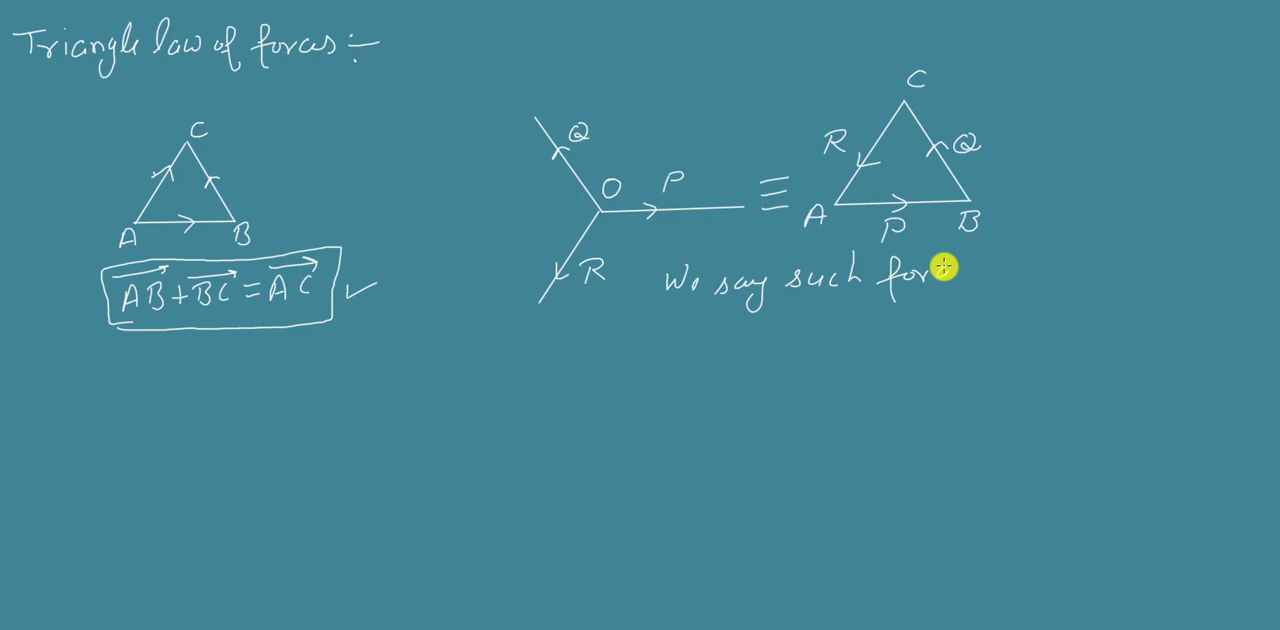 Triangle law of forces :-
C
A B
AB + BC = AC
Q
O P
R
C
R Q
A P B
We say such for